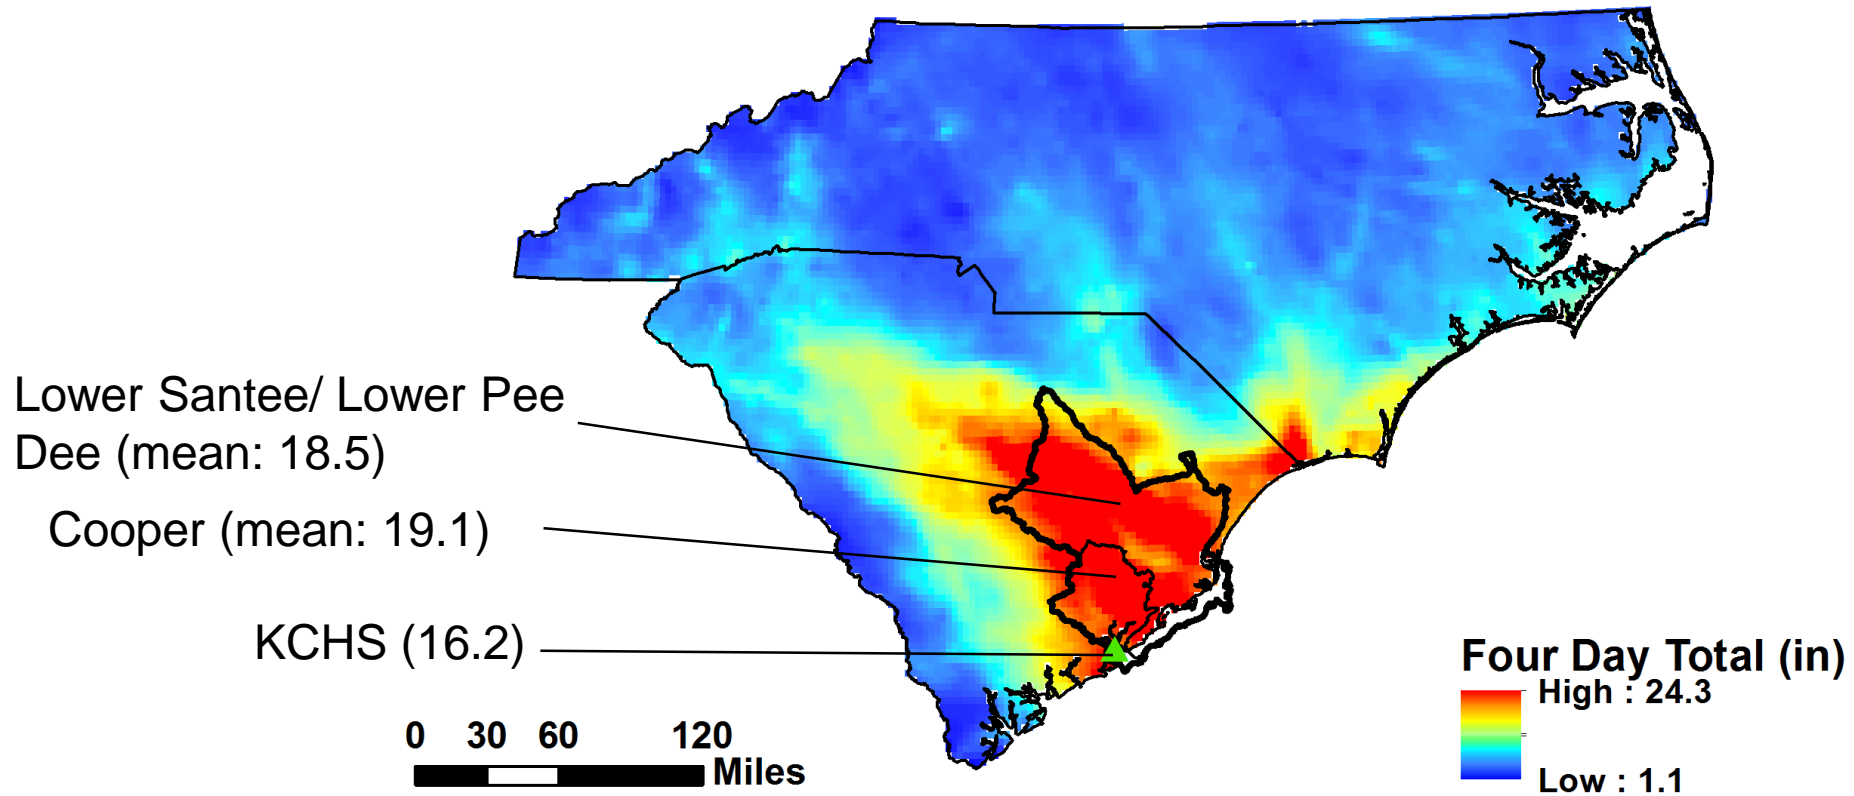 Lower Santee/ Lower Pee
Dee (mean: 18.5)
Cooper (mean: 19.1)
KCHS (16.2)
0 30 60 120
Miles
Four Day Total (in)
High : 24.3
Low : 1.1